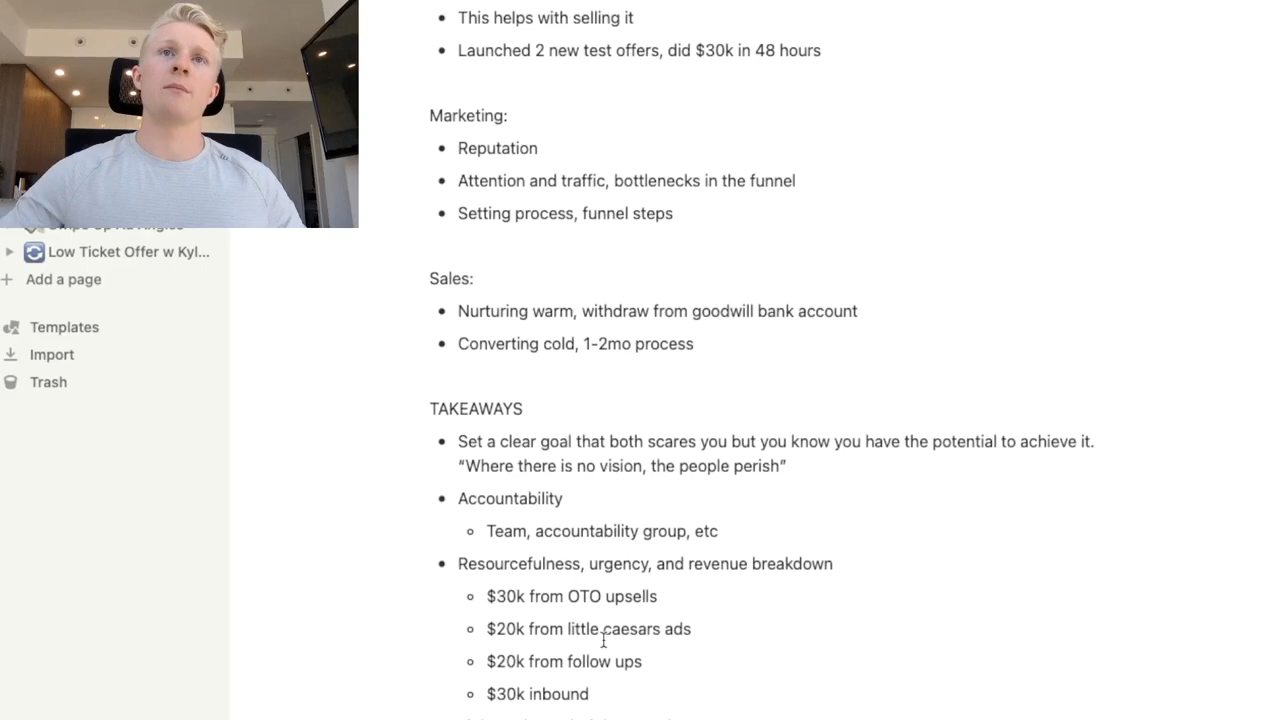 This helps with selling it
Launched 2 new test offers, did $30k in 48 hours
Marketing:
Reputation
Attention and traffic, bottlenecks in the funnel
Setting process, funnel steps
Sales:
Nurturing warm, withdraw from goodwill bank account
Converting cold, 1-2mo process
TAKEAWAYS
Set a clear goal that both scares you but you know you have the potential to achieve it.
“Where there is no vision, the people perish”
Accountability
Team, accountability group, etc
Resourcefulness, urgency, and revenue breakdown
$30k from OTO upsells
$20k from little caesars ads
$20k from follow ups
$30k inbound
Low Ticket Offer w Kyl...
Add a page
Templates
Import
Trash